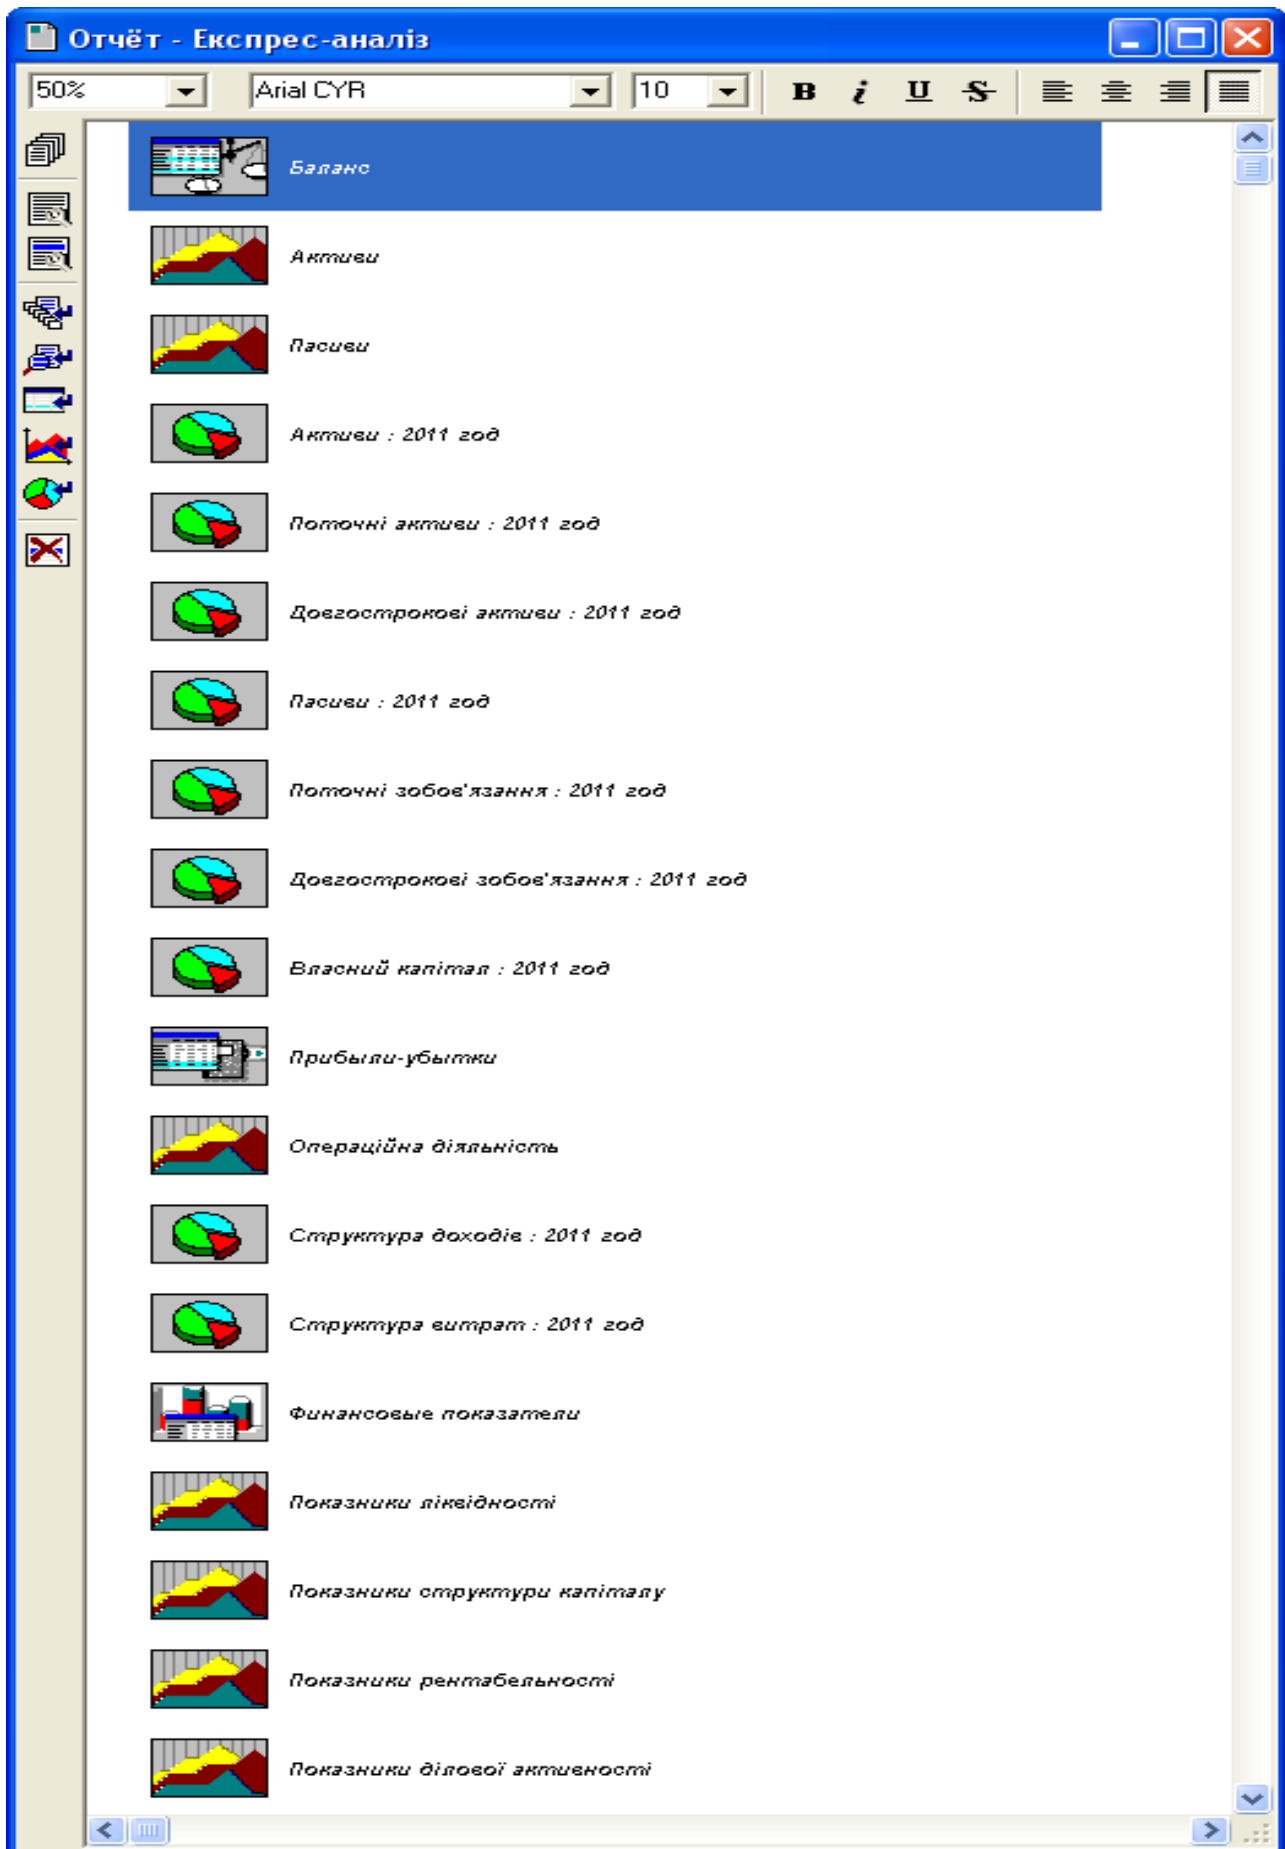 Отчёт - Експрес-аналіз
50% Arial CYR 10 B i U S
Баланс
Активи
Пасиви
Активи : 2011 год
Поточні активи : 2011 год
Довгострокові активи : 2011 год
Пасиви : 2011 год
Поточні зобов'язання : 2011 год
Довгострокові зобов'язання : 2011 год
Власний капітал : 2011 год
Прибыли-убытки
Операційна діяльність
Структура доходів : 2011 год
Структура витрат : 2011 год
Финансовые показатели
Показники ліквідності
Показники структури капіталу
Показники рентабельності
Показники ділової активності